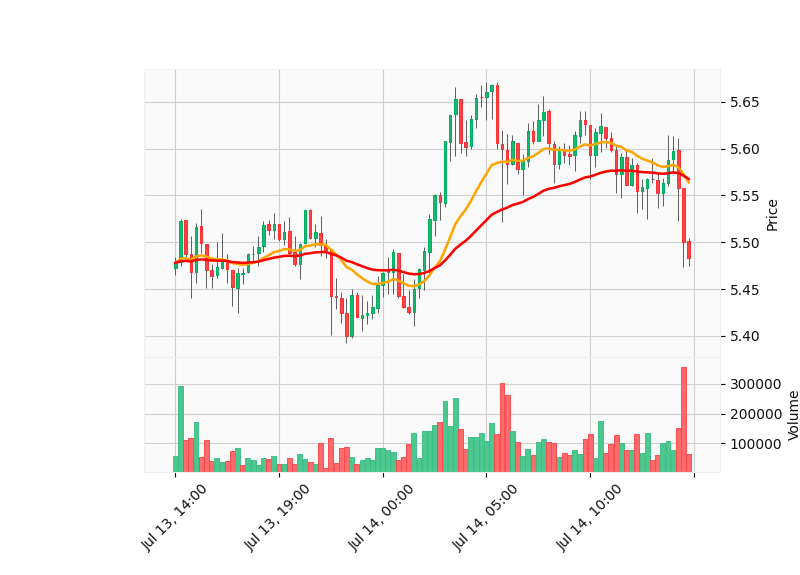 5.65
5.60
5.55
5.50
5.45
5.40
Price
300000
200000
100000
Volume
Jul 13, 14:00
Jul 13, 19:00
Jul 14, 00:00
Jul 14, 05:00
Jul 14, 10:00